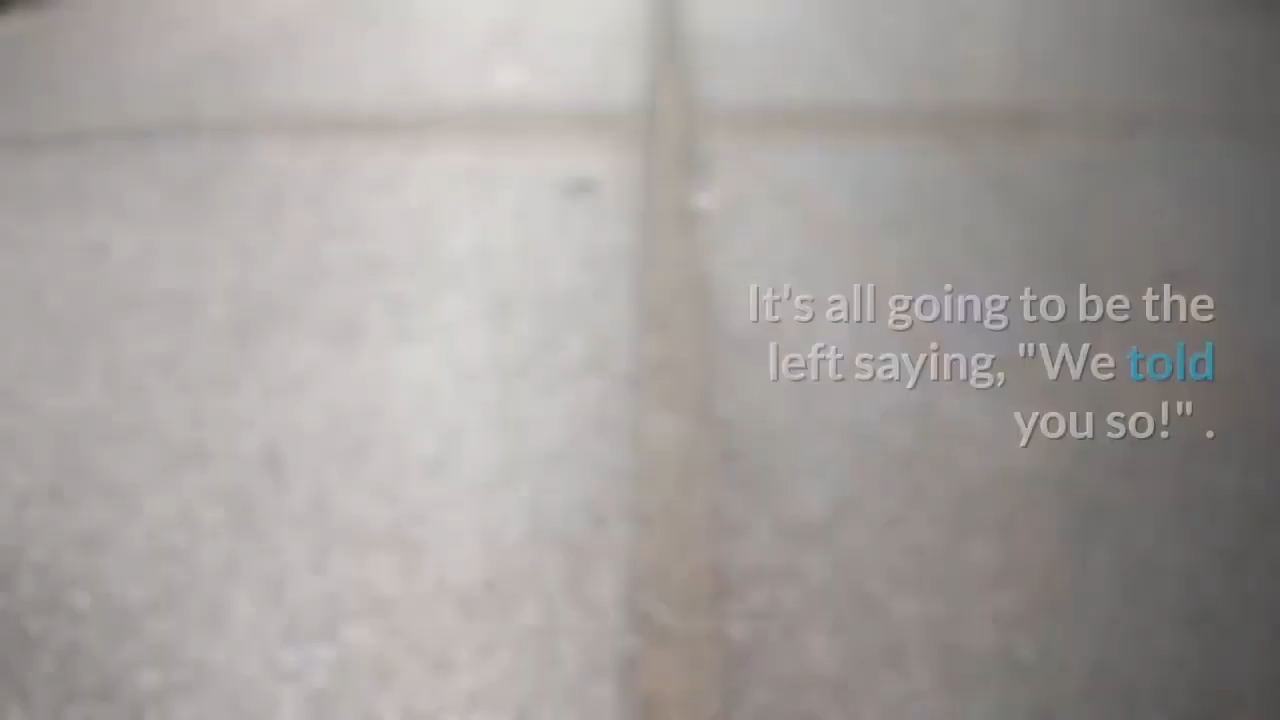 It's all going to be the
left saying, "We told
you so!" .